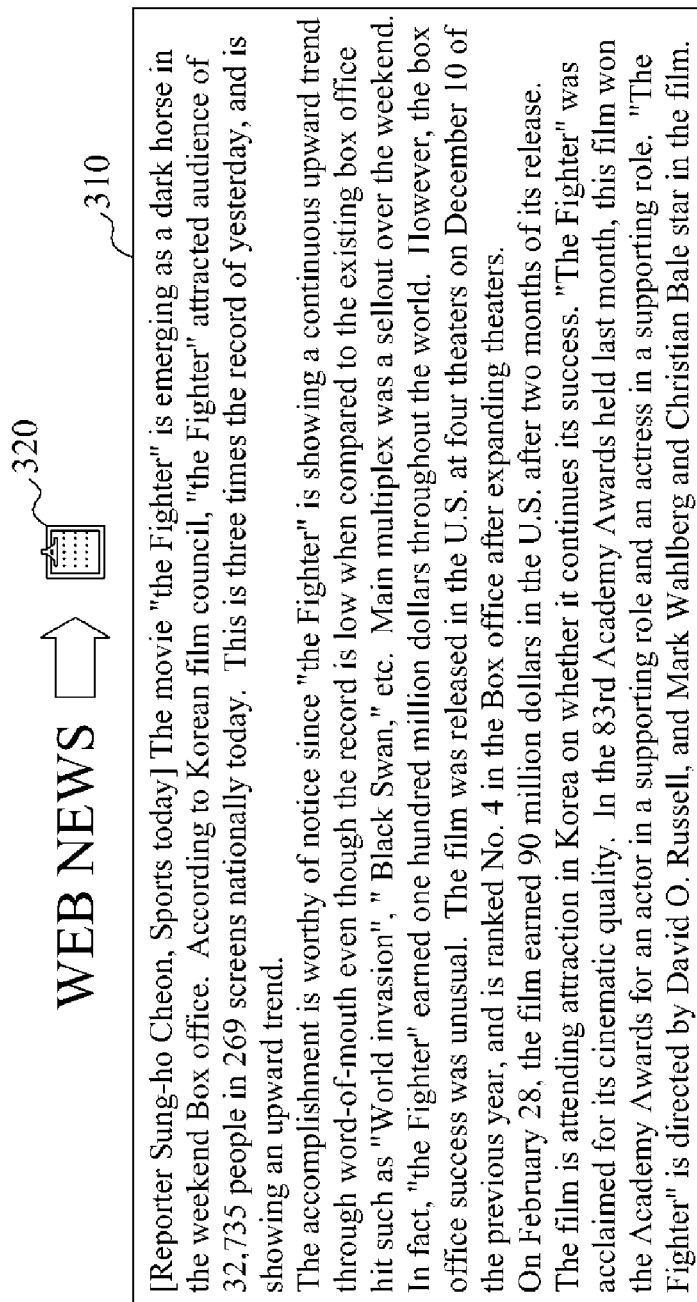 WEB NEWS
320
310
[Reporter Sung-ho Cheon, Sports today] The movie "the Fighter" is emerging as a dark horse in
the weekend Box office. According to Korean film council, "the Fighter" attracted audience of
32,735 people in 269 screens nationally today. This is three times the record of yesterday, and is
showing an upward trend.
The accomplishment is worthy of notice since "the Fighter" is showing a continuous upward trend
through word-of-mouth even though the record is low when compared to the existing box office
hit such as "World invasion", " Black Swan," etc. Main multiplex was a sellout over the weekend.
In fact, "the Fighter" earned one hundred million dollars throughout the world. However, the box
office success was unusual. The film was released in the U.S. at four theaters on December 10 of
the previous year, and is ranked No. 4 in the Box office after expanding theaters.
On February 28, the film earned 90 million dollars in the U.S. after two months of its release.
The film is attending attraction in Korea on whether it continues its success. "The Fighter" was
acclaimed for its cinematic quality. In the 83rd Academy Awards held last month, this film won
the Academy Awards for an actor in a supporting role and an actress in a supporting role. "The
Fighter" is directed by David O. Russell, and Mark Wahlberg and Christian Bale star in the film.